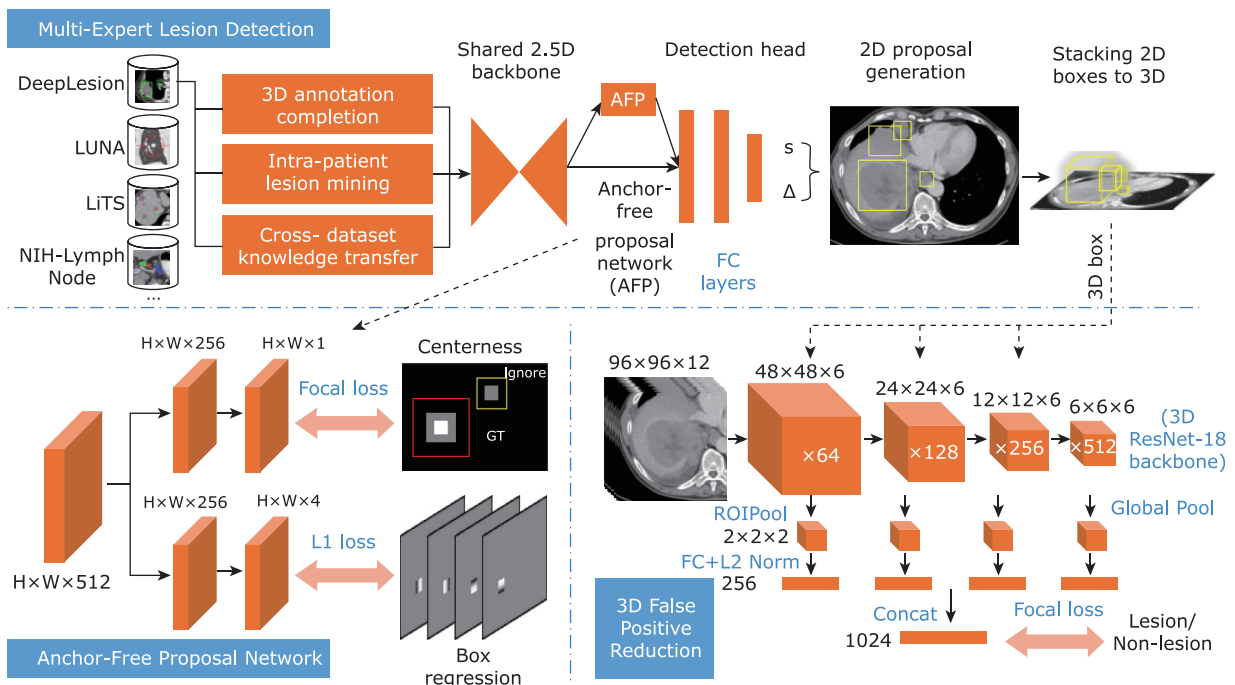 Multi-Expert Lesion Detection
DeepLesion
LUNA
LiTS
NIH-Lymph
Node
...
3D annotation
completion
Intra-patient
lesion mining
Cross- dataset
knowledge transfer
Shared 2.5D
backbone
AFP
Anchor-
free
proposal
network
(AFP)
Detection head
FC
layers
s
Δ
2D proposal
generation
Stacking 2D
boxes to 3D
3D box
H×W×512
H×W×256
H×W×1
Focal loss
Centerness
Ignore
GT
H×W×256
H×W×4
L1 loss
Box
regression
Anchor-Free Proposal Network
96×96×12
48×48×6
×64
24×24×6
×128
12×12×6
×256
6×6×6
×512
(3D
ResNet-18
backbone)
ROIPool
2×2×2
Global Pool
FC+L2 Norm
256
Concat
1024
Focal loss
Lesion/
Non-lesion
3D False
Positive
Reduction